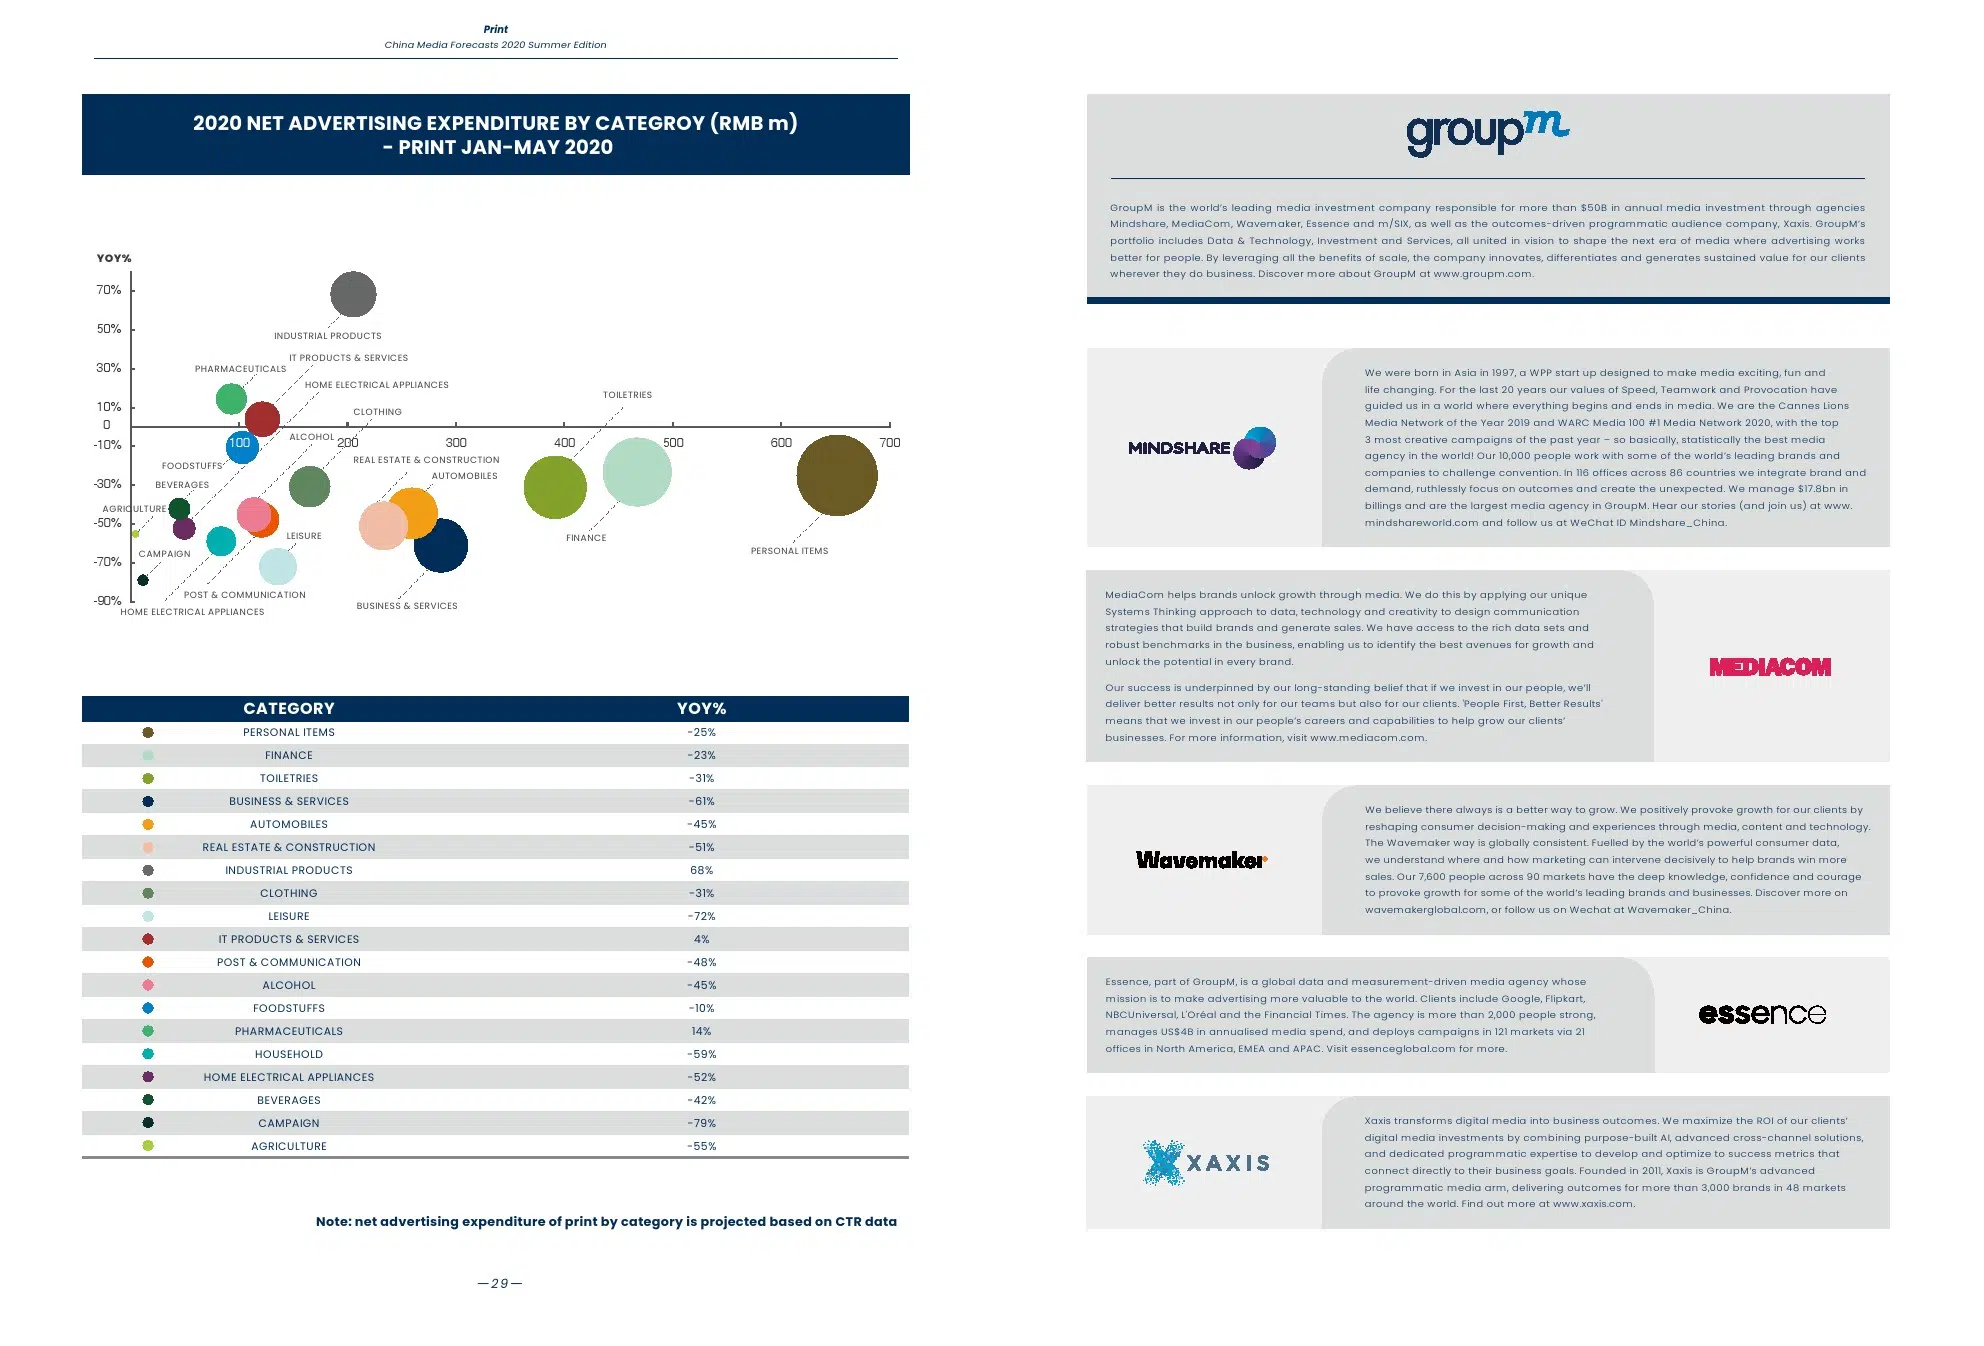 Print
China Media Forecasts 2020 Summer Edition
2020 NET ADVERTISING EXPENDITURE BY CATEGROY (RMB m)
- PRINT JAN-MAY 2020
YOY%
70%
50%
30%
10%
0
-10%
-30%
-50%
-70%
-90%
100
200
300
400
500
600
700
INDUSTRIAL PRODUCTS
IT PRODUCTS & SERVICES
PHARMACEUTICALS
HOME ELECTRICAL APPLIANCES
TOILETRIES
CLOTHING
ALCOHOL
REAL ESTATE & CONSTRUCTION
FOODSTUFFS
AUTOMOBILES
BEVERAGES
AGRICULTURE
LEISURE
FINANCE
CAMPAIGN
PERSONAL ITEMS
POST & COMMUNICATION
BUSINESS & SERVICES
HOME ELECTRICAL APPLIANCES
CATEGORY YOY%
PERSONAL ITEMS -25%
FINANCE -23%
TOILETRIES -31%
BUSINESS & SERVICES -61%
AUTOMOBILES -45%
REAL ESTATE & CONSTRUCTION -51%
INDUSTRIAL PRODUCTS 68%
CLOTHING -31%
LEISURE -72%
IT PRODUCTS & SERVICES 4%
POST & COMMUNICATION -48%
ALCOHOL -45%
FOODSTUFFS -10%
PHARMACEUTICALS 14%
HOUSEHOLD -59%
HOME ELECTRICAL APPLIANCES -52%
BEVERAGES -42%
CAMPAIGN -79%
AGRICULTURE -55%
Note: net advertising expenditure of print by category is projected based on CTR data
—29—
groupm
GroupM is the world's leading media investment company responsible for more than $50B in annual media investment through agencies
Mindshare, MediaCom, Wavemaker, Essence and m/SIX, as well as the outcomes-driven programmatic audience company, Xaxis. GroupM's
portfolio includes Data & Technology, Investment and Services, all united in vision to shape the next era of media where advertising works
better for people. By leveraging all the benefits of scale, the company innovates, differentiates and generates sustained value for our clients
wherever they do business. Discover more about GroupM at www.groupm.com.
MINDSHARE
We were born in Asia in 1997, a WPP start up designed to make media exciting, fun and
life changing. For the last 20 years our values of Speed, Teamwork and Provocation have
guided us in a world where everything begins and ends in media. We are the Cannes Lions
Media Network of the Year 2019 and WARC Media 100 #1 Media Network 2020, with the top
3 most creative campaigns of the past year – so basically, statistically the best media
agency in the world! Our 10,000 people work with some of the world's leading brands and
companies to challenge convention. In 116 offices across 86 countries we integrate brand and
demand, ruthlessly focus on outcomes and create the unexpected. We manage $17.8bn in
billings and are the largest media agency in GroupM. Hear our stories (and join us) at www.
mindshareworld.com and follow us at WeChat ID Mindshare_China.
MediaCom helps brands unlock growth through media. We do this by applying our unique
Systems Thinking approach to data, technology and creativity to design communication
strategies that build brands and generate sales. We have access to the rich data sets and
robust benchmarks in the business, enabling us to identify the best avenues for growth and
unlock the potential in every brand.
Our success is underpinned by our long-standing belief that if we invest in our people, we'll
deliver better results not only for our teams but also for our clients. 'People First, Better Results'
means that we invest in our people's careers and capabilities to help grow our clients'
businesses. For more information, visit www.mediacom.com.
MEDIACOM
Wavemaker
We believe there always is a better way to grow. We positively provoke growth for our clients by
reshaping consumer decision-making and experiences through media, content and technology.
The Wavemaker way is globally consistent. Fuelled by the world's powerful consumer data,
we understand where and how marketing can intervene decisively to help brands win more
sales. Our 7,600 people across 90 markets have the deep knowledge, confidence and courage
to provoke growth for some of the world's leading brands and businesses. Discover more on
wavemakerglobal.com, or follow us on Wechat at Wavemaker_China.
Essence, part of GroupM, is a global data and measurement-driven media agency whose
mission is to make advertising more valuable to the world. Clients include Google, Flipkart,
NBCUniversal, L'Oréal and the Financial Times. The agency is more than 2,000 people strong,
manages US$4B in annualised media spend, and deploys campaigns in 121 markets via 21
offices in North America, EMEA and APAC. Visit essenceglobal.com for more.
essence
XAXIS
Xaxis transforms digital media into business outcomes. We maximize the ROI of our clients'
digital media investments by combining purpose-built AI, advanced cross-channel solutions,
and dedicated programmatic expertise to develop and optimize to success metrics that
connect directly to their business goals. Founded in 2011, Xaxis is GroupM's advanced
programmatic media arm, delivering outcomes for more than 3,000 brands in 48 markets
around the world. Find out more at www.xaxis.com.